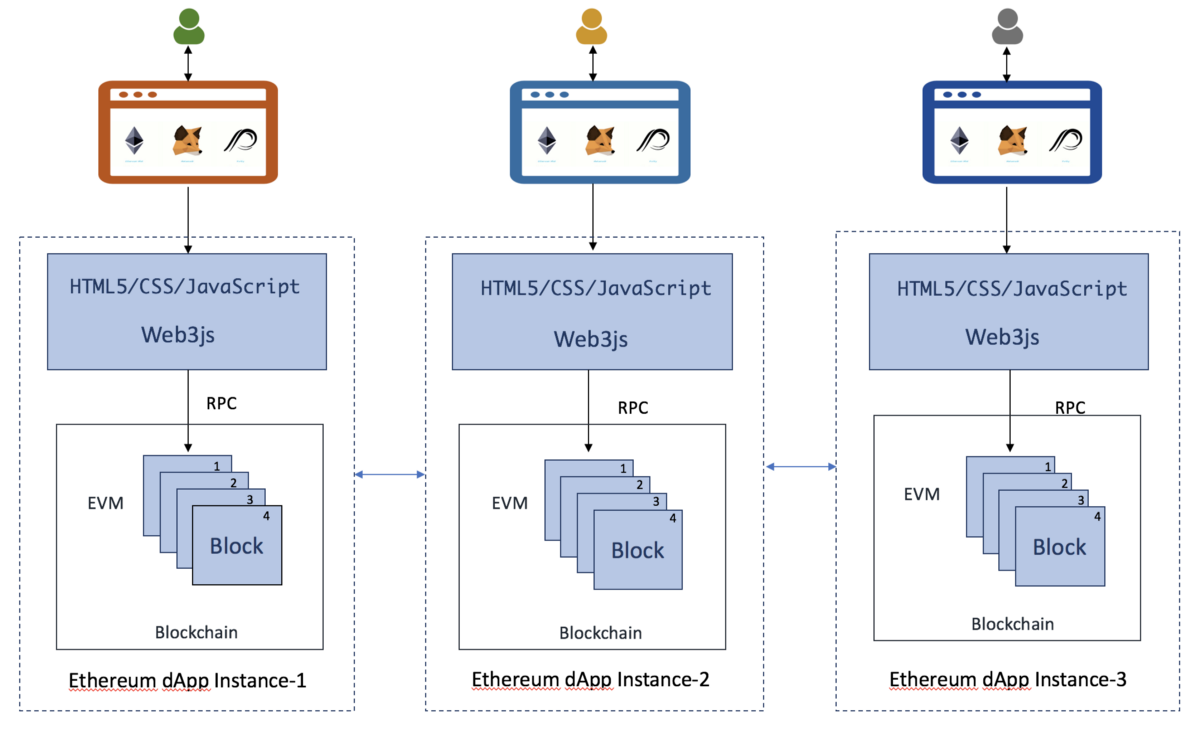 HTML5/CSS/JavaScript
Web3js
RPC
EVM
1
2
3
4
Block
Blockchain
Ethereum dApp Instance-1
HTML5/CSS/JavaScript
Web3js
RPC
EVM
1
2
3
4
Block
Blockchain
Ethereum dApp Instance-2
HTML5/CSS/JavaScript
Web3js
RPC
EVM
1
2
3
4
Block
Blockchain
Ethereum dApp Instance-3